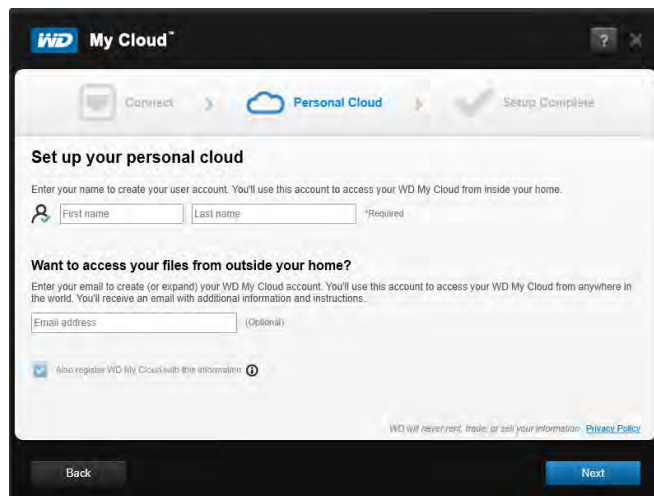 WD My Cloud™ ?
Connect Personal Cloud Setup Complete
Set up your personal cloud
Enter your name to create your user account. You'll use this account to access your WD My Cloud from inside your home.
First name Last name *Required
Want to access your files from outside your home?
Enter your email to create (or expand) your WD My Cloud account. You'll use this account to access your WD My Cloud from anywhere in
the world. You'll receive an email with additional information and instructions.
Email address (Optional)
Also register WD My Cloud with this information
WD will never rent, trade, or sell your information Privacy Policy
Back Next